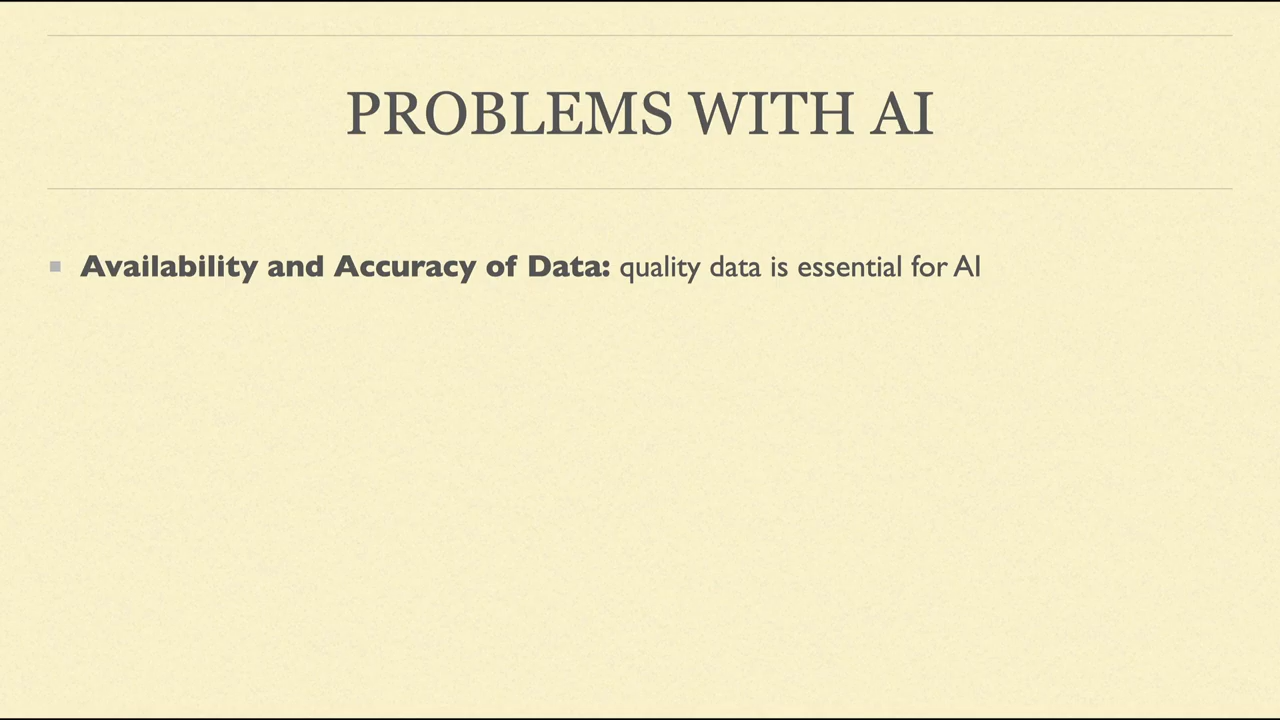 PROBLEMS WITH AI
Availability and Accuracy of Data: quality data is essential for AI